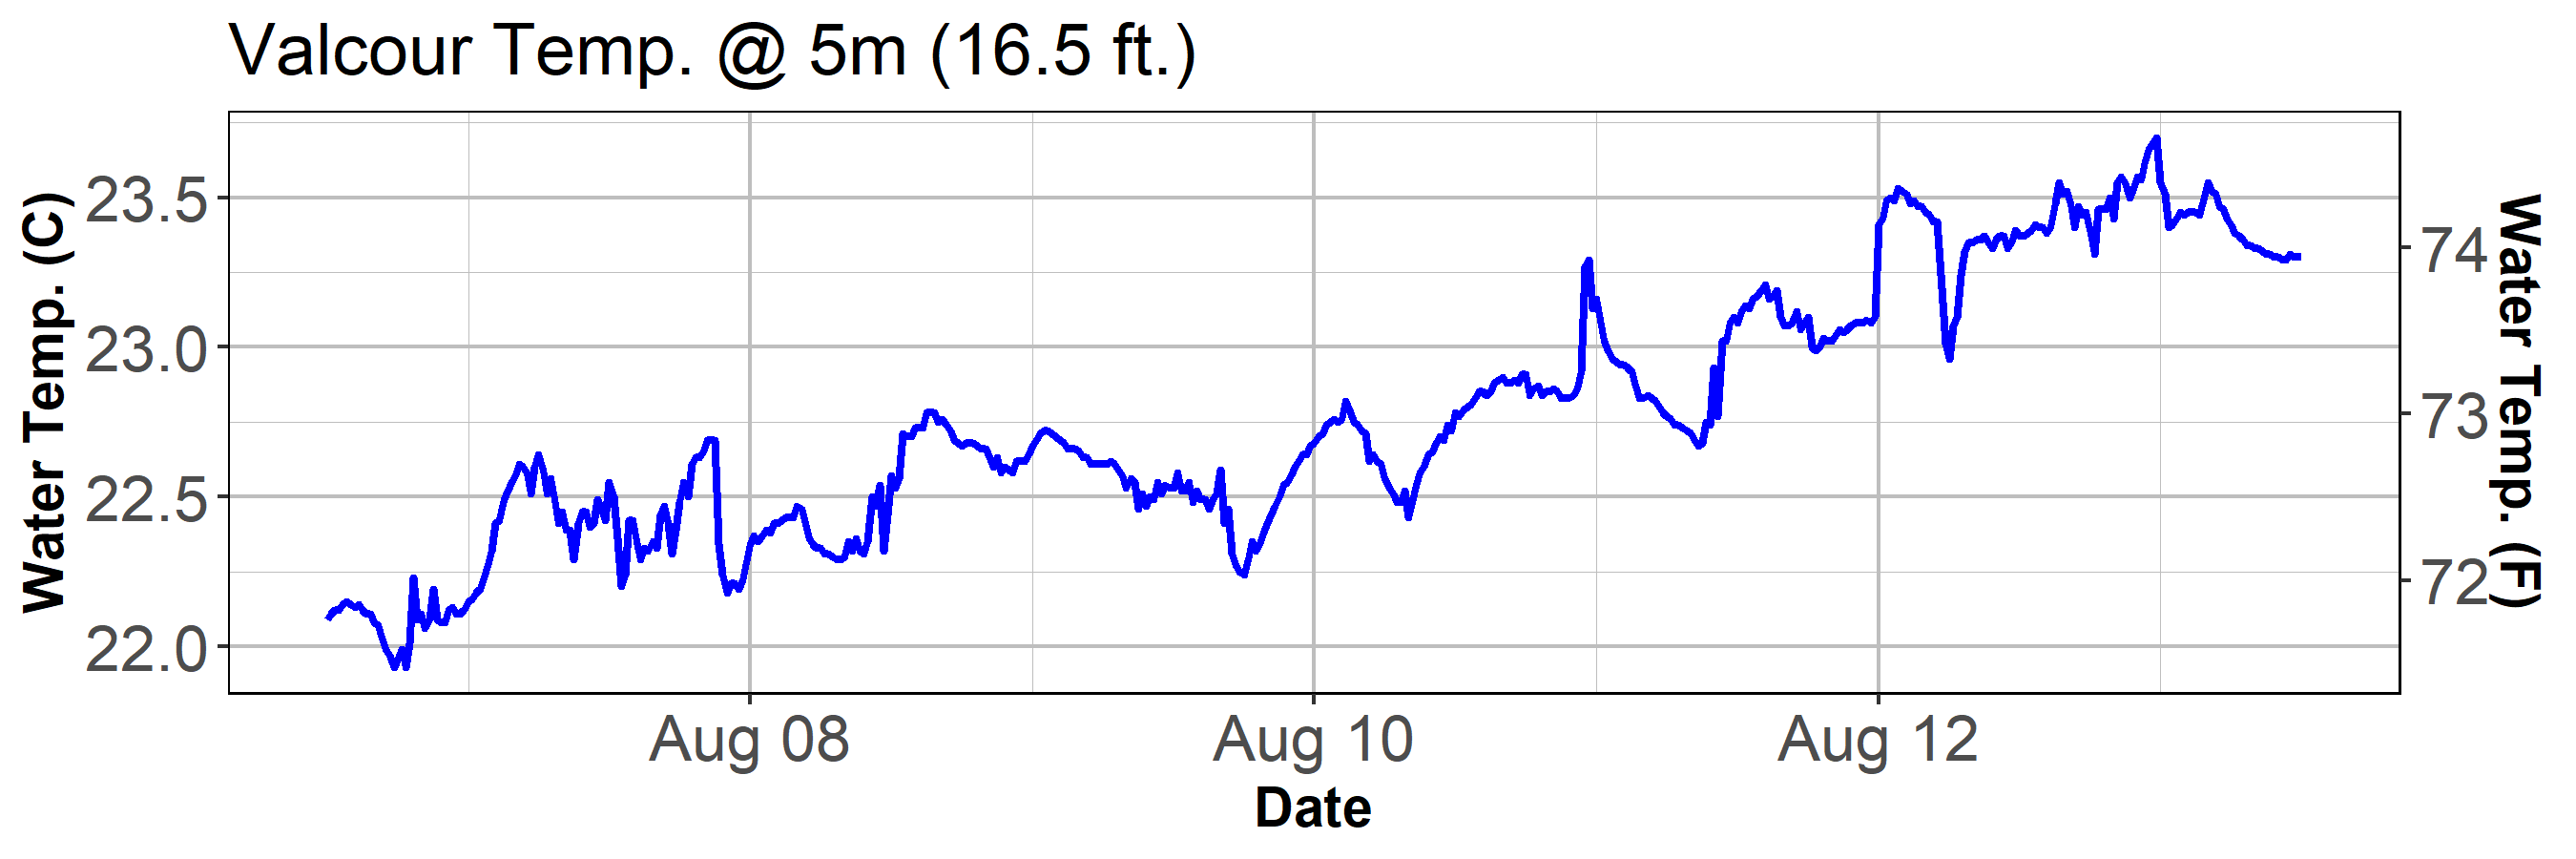 Valcour Temp. @ 5m (16.5 ft.)
Water Temp. (C)
23.5
23.0
22.5
22.0
74
73
72
Water Temp. (F)
Aug 08
Aug 10
Aug 12
Date